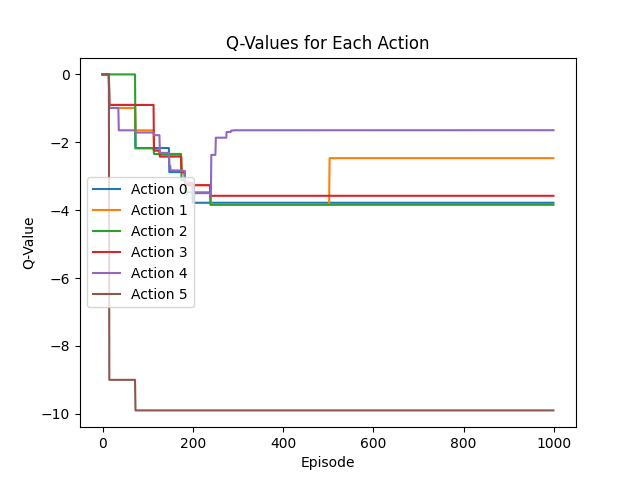 Q-Values for Each Action
0
−2
−4
−6
−8
−10
Q-Value
Action 0
Action 1
Action 2
Action 3
Action 4
Action 5
0
200
400
600
800
1000
Episode